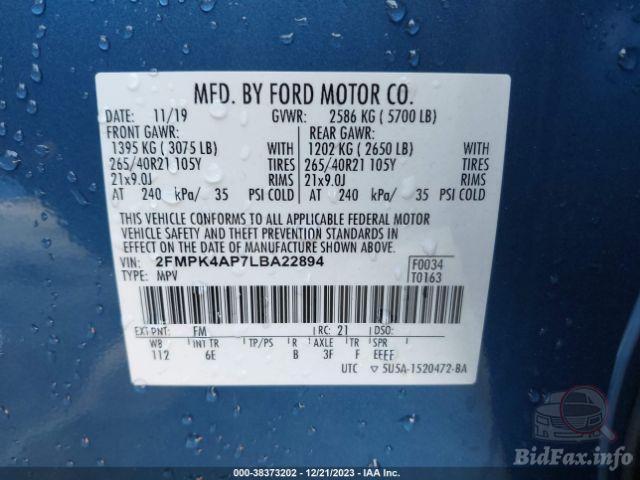 MFD. BY FORD MOTOR CO.
DATE: 11/19 GVWR: 2586 KG ( 5700 LB)
FRONT GAWR: REAR GAWR:
1395 KG ( 3075 LB) WITH 1202 KG ( 2650 LB) WITH
265/40R21 105Y TIRES 265/40R21 105Y TIRES
21x9.0J RIMS 21x9.0J RIMS
AT 240 kPa/ 35 PSI COLD AT 240 kPa/ 35 PSI COLD
THIS VEHICLE CONFORMS TO ALL APPLICABLE FEDERAL MOTOR
VEHICLE SAFETY AND THEFT PREVENTION STANDARDS IN
EFFECT ON THE DATE OF MANUFACTURE SHOWN ABOVE.
VIN: 2FMPK4AP7LBA22894 F0034
TYPE: MPV T0163
EXT PNT: FM RC: 21 DSO:
WB INT TR TP/PS R AXLE TR SPR
112 6E B 3F F EEEE
UTC ▽ 5U5A-1520472-BA
BidFax.info
000-38373202 - 12/21/2023 - IAA Inc.